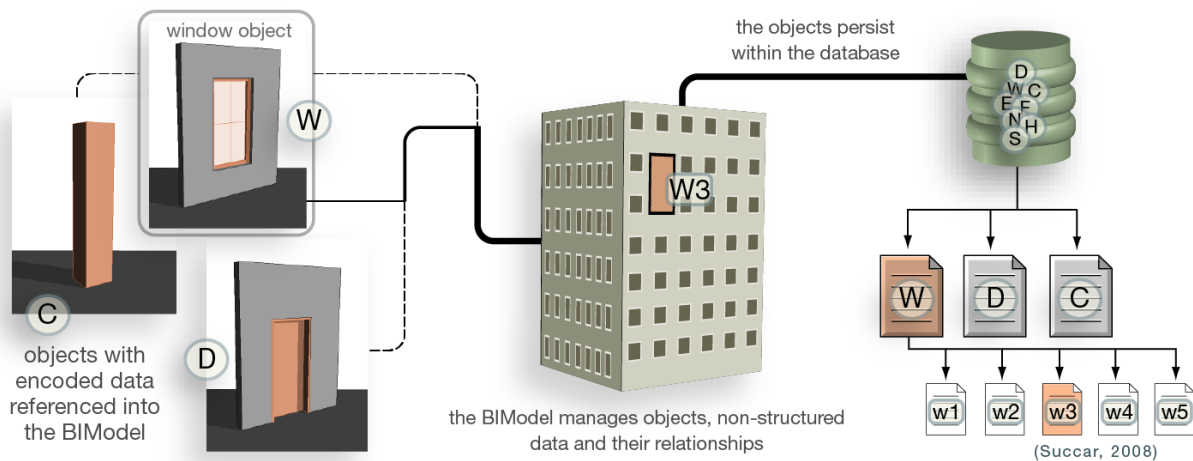 window object
W
C
objects with
encoded data
referenced into
the BIModel
D
W3
the BIModel manages objects, non-structured
data and their relationships
the objects persist
within the database
D
W
C
E
F
N
H
S
W
D
C
w1
w2
w3
w4
w5
(Succar, 2008)